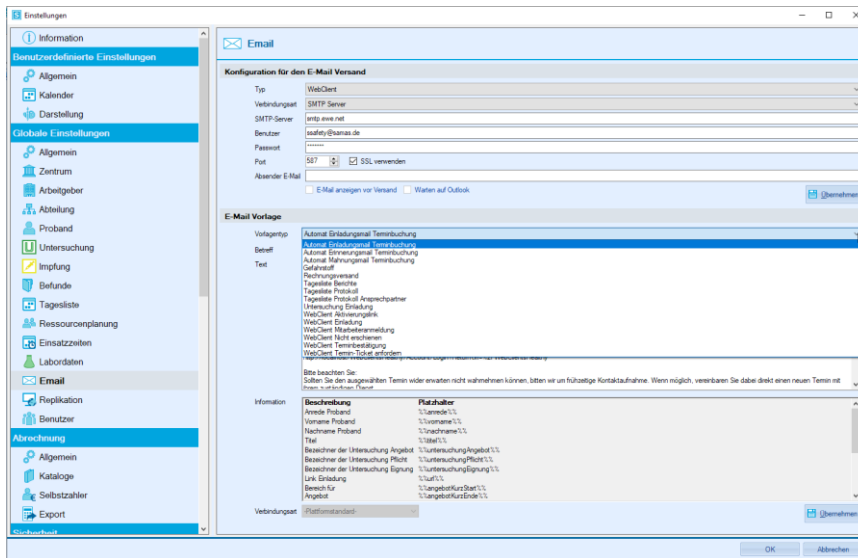 Einstellungen
Information
Benutzerdefinierte Einstellungen
Allgemein
Kalender
Darstellung
Globale Einstellungen
Allgemein
Zentrum
Arbeitgeber
Abteilung
Proband
Untersuchung
Impfung
Befunde
Tagesliste
Ressourcenplanung
Einsatzzeiten
Labordaten
Email
Replikation
Benutzer
Abrechnung
Allgemein
Kataloge
Selbstzahler
Export
Sicherheit
Email
Konfiguration für den E-Mail Versand
Typ WebClient
Verbindungsart SMTP Server
SMTP-Server smtp.ewe.net
Benutzer ssafety@samas.de
Passwort *******
Port 587 SSL verwenden
Absender E-Mail
E-Mail anzeigen vor Versand Warten auf Outlook
Übernehmen
E-Mail Vorlage
Vorlagentyp Automat Einladungsmail Terminbuchung
Betreff
Text
Automat Einladungsmail Terminbuchung
Automat Erinnerungsmail Terminbuchung
Automat Mahnungsmail Terminbuchung
Gefahrstoff
Rechnungsversand
Tagesliste Berichte
Tagesliste Protokoll
Tagesliste Protokoll Ansprechpartner
Untersuchung Einladung
WebClient Aktivierungslink
WebClient Einladung
WebClient Mitarbeiteranmeldung
WebClient Nicht erschienen
WebClient Terminbestätigung
WebClient Termin-Ticket anfordern
Bitte beachten Sie:
Sollten Sie den ausgewählten Termin wider erwarten nicht wahrnehmen können, bitten wir um frühzeitige Kontaktaufnahme. Wenn möglich, vereinbaren Sie dabei direkt einen neuen Termin mit
Ihrem zuständigen Dienst
Information
Beschreibung Platzhalter
Anrede Proband %%anrede%%
Vorname Proband %%vorname%%
Nachname Proband %%nachname%%
Titel %%titel%%
Bezeichner der Untersuchung Angebot %%untersuchungAngebot%%
Bezeichner der Untersuchung Pflicht %%untersuchungPflicht%%
Bezeichner der Untersuchung Eignung %%untersuchungEignung%%
Link Einladung %%url%%
Bereich für %%angebotKurzStart%%
Angebot %%angebotKurzEnde%%
Verbindungsart -Plattformstandard-
Übernehmen
OK Abbrechen